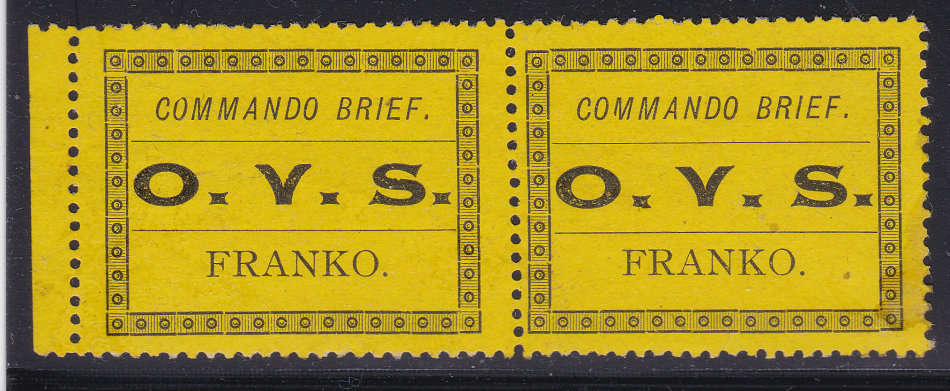 COMMANDO BRIEF.
O. V. S.
FRANKO.
COMMANDO BRIEF.
O. V. S.
FRANKO.